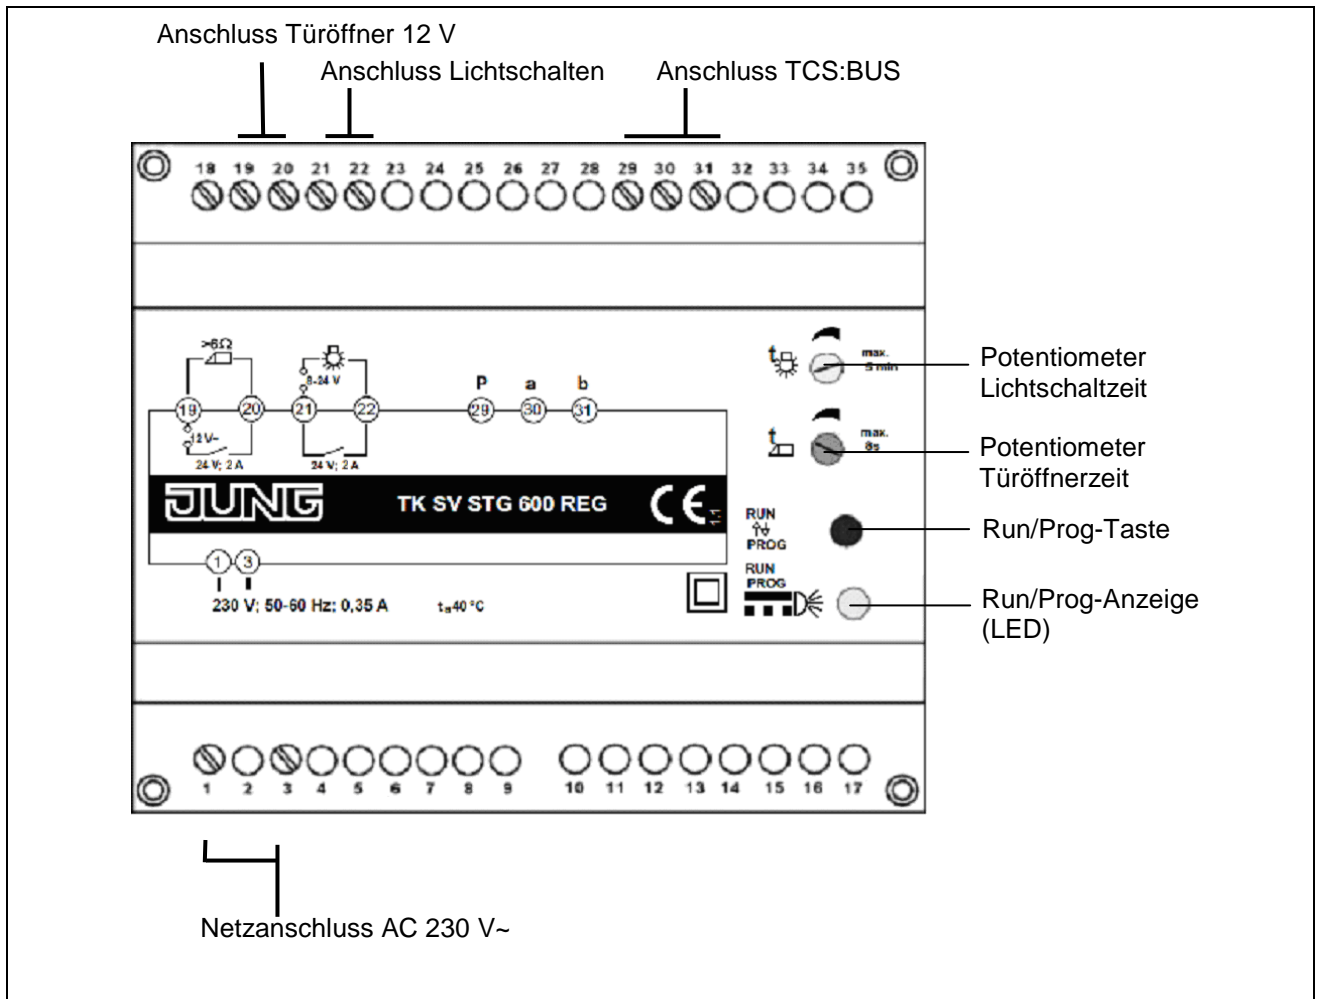 Anschluss Türöffner 12 V
Anschluss Lichtschalten
Anschluss TCS:BUS
18 19 20 21 22 23 24 25 26 27 28 29 30 31 32 33 34 35
>6Ω
8-24 V
19 20 21 22
12 V~
24 V; 2 A
24 V; 2 A
P a b
29 30 31
t
max.
5 min
Potentiometer
Lichtschaltzeit
t
max.
8s
Potentiometer
Türöffnerzeit
JUNG TK SV STG 600 REG CE 1.1
RUN
PROG
Run/Prog-Taste
1 3
230 V; 50-60 Hz; 0,35 A
ta 40 °C
RUN
PROG
Run/Prog-Anzeige
(LED)
1 2 3 4 5 6 7 8 9 10 11 12 13 14 15 16 17
Netzanschluss AC 230 V~